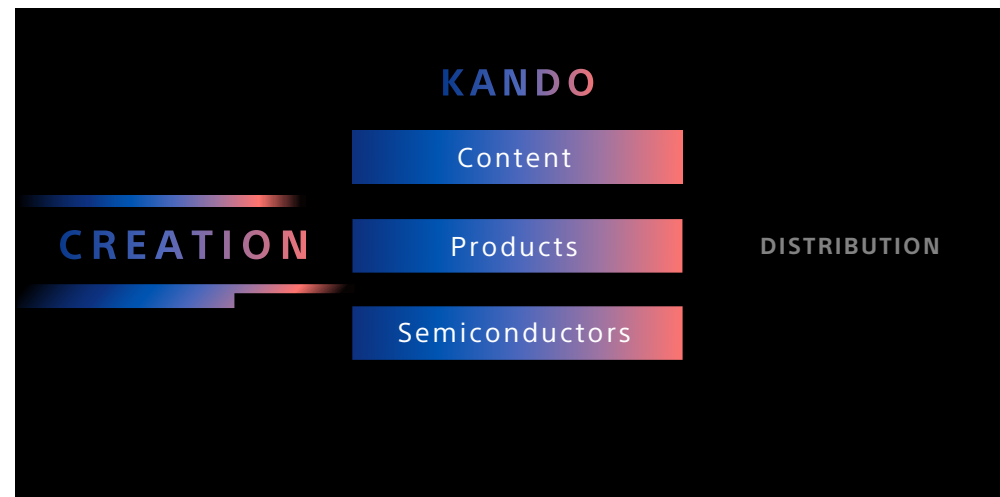 KANDO
Content
CREATION
Products
DISTRIBUTION
Semiconductors